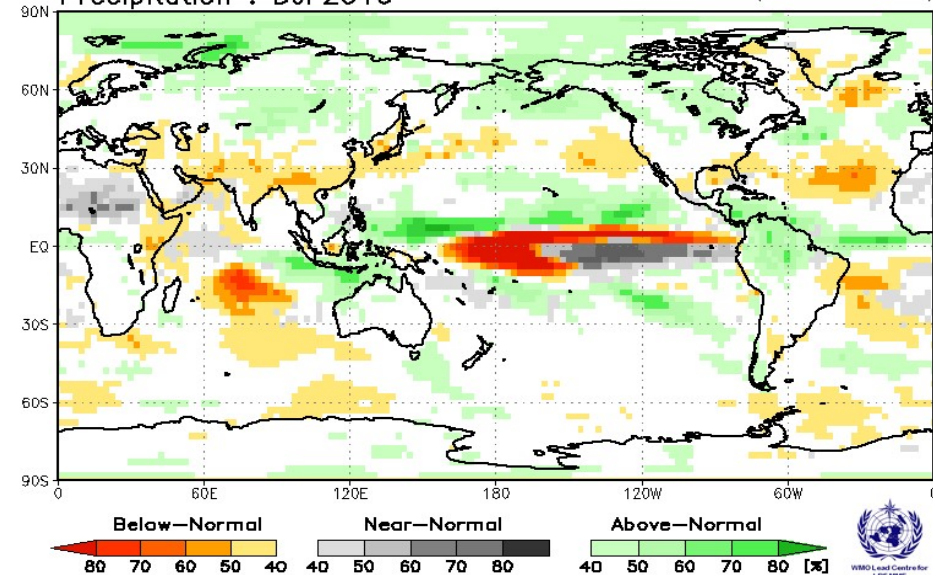 90N
60N
30N
EQ
30S
60S
90S
0 60E 120E 180 120W 60W
Below-Normal Near-Normal Above-Normal
80 70 60 50 40 40 50 60 70 80 40 50 60 70 80 [%]
WMO Lead Centre for